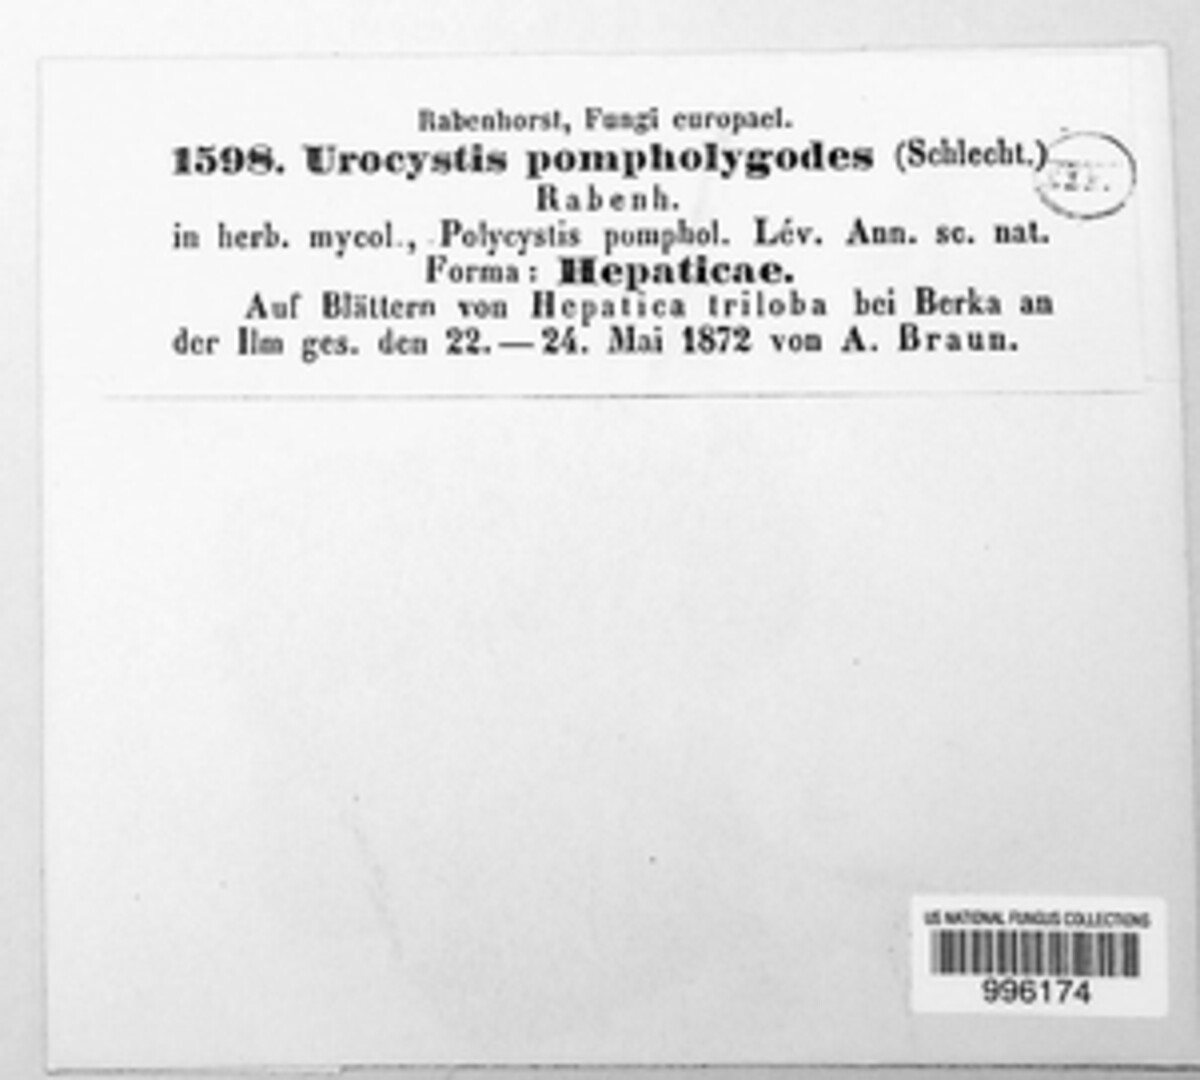 Rabenhorst, Fungi europaei.
1598. Urocystis pompholygodes (Schlecht.)
Rabenh.
in herb. mycol., Polycystis pomphol. Lév. Ann. sc. nat.
Forma: Hepaticae.
Auf Blättern von Hepatica triloba bei Berka an
der Ilm ges. den 22.—24. Mai 1872 von A. Braun.
US NATIONAL FUNGUS COLLECTIONS
996174